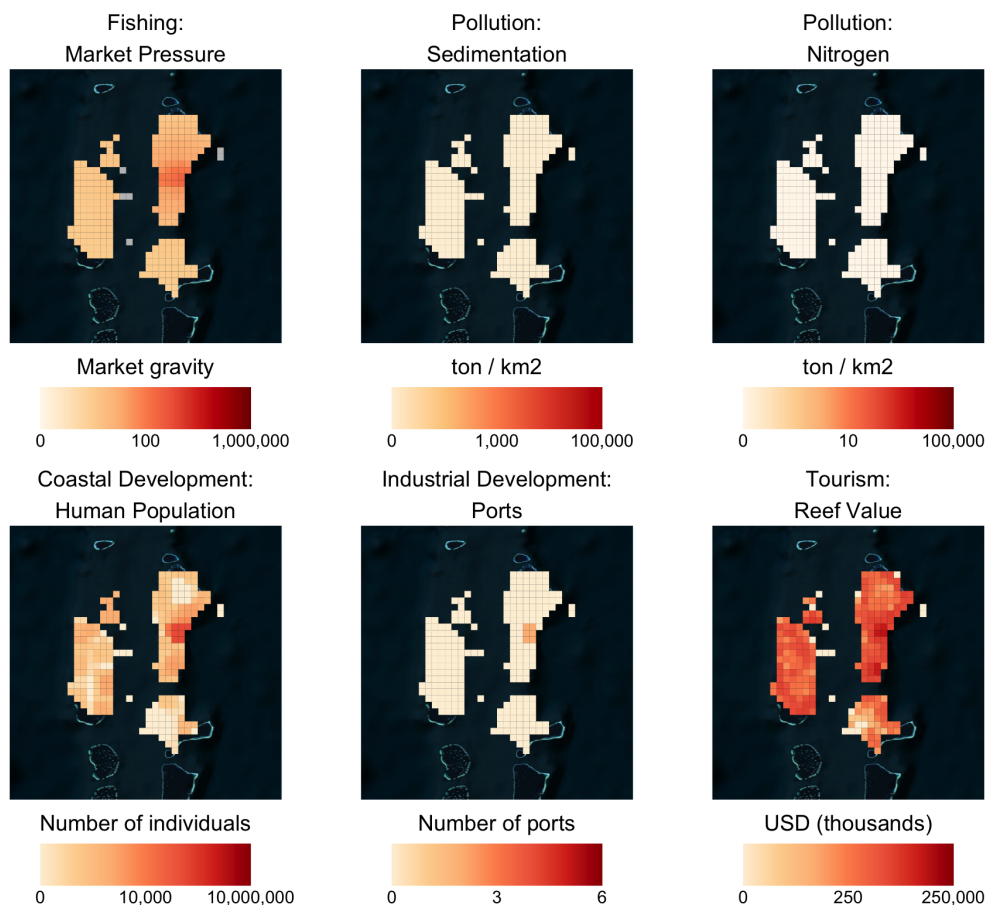 Fishing:
Market Pressure
Pollution:
Sedimentation
Pollution:
Nitrogen
Market gravity
0 100 1,000,000
ton / km2
0 1,000 100,000
ton / km2
0 10 100,000
Coastal Development:
Human Population
Industrial Development:
Ports
Tourism:
Reef Value
Number of individuals
0 10,000 10,000,000
Number of ports
0 3 6
USD (thousands)
0 250 250,000